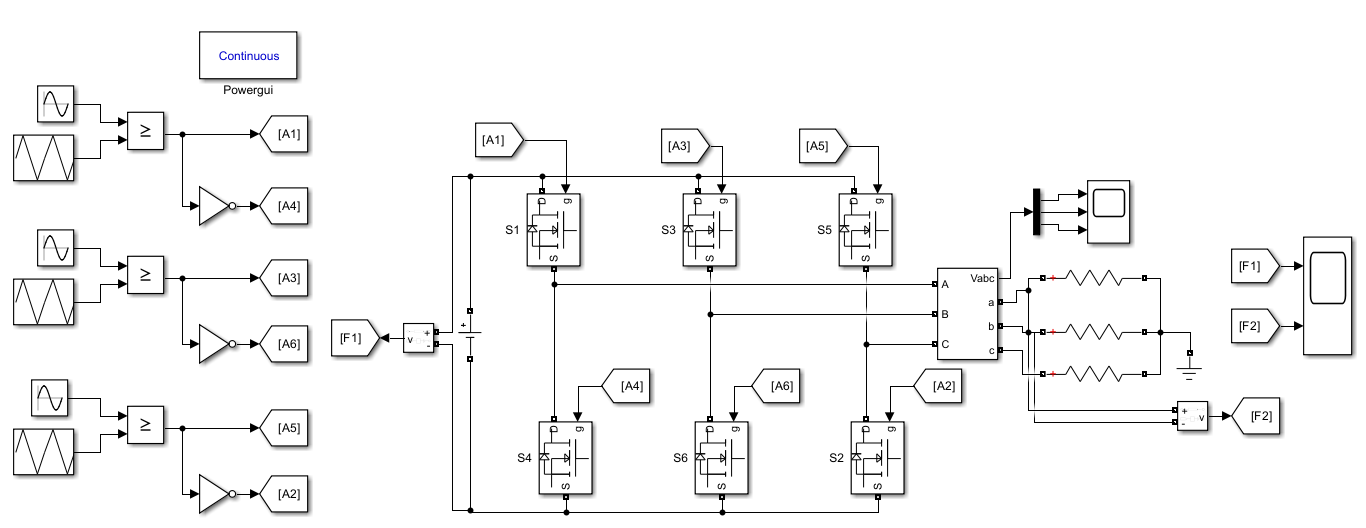 Continuous
Powergui
≥
[A1]
[A4]
≥
[A3]
[A6]
≥
[A5]
[A2]
[F1]
v
+
-
+
[A1]
D
g
S1
S
[A3]
D
g
S3
S
[A5]
D
g
S5
S
[A4]
D
g
S4
S
[A6]
D
g
S6
S
[A2]
D
g
S2
S
A
B
C
Vabc
a
b
c
+
+
+
+
-
v
[F2]
[F1]
[F2]